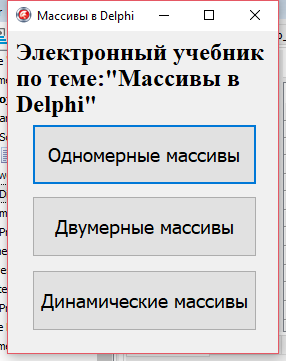 Массивы в Delphi
Электронный учебник
по теме:"Массивы в
Delphi"
Одномерные массивы
Двумерные массивы
Динамические массивы